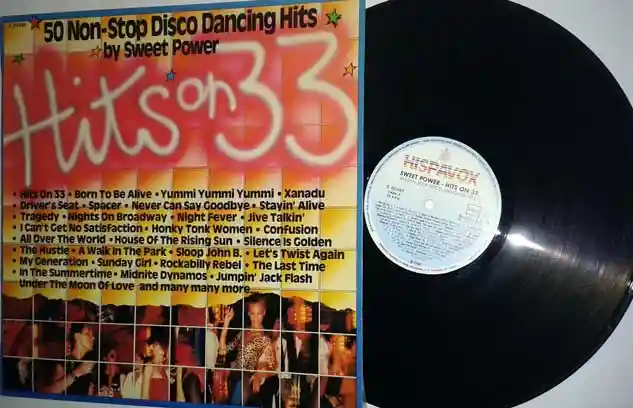 50 Non-Stop Disco Dancing Hits
by Sweet Power
Hits on 33
• Hits On 33 • Born To Be Alive • Yummi Yummi Yummi • Xanadu
Driver's Seat • Spacer • Never Can Say Goodbye • Stayin' Alive
Tragedy • Nights On Broadway • Night Fever • Jive Talkin'
I Can't Get No Satisfaction • Honky Tonk Women • Confusion
All Over The World • House Of The Rising Sun • Silence Is Golden
The Hustle • A Walk In The Park • Sloop John B. • Let's Twist Again
My Generation • Sunday Girl • Rockabilly Rebel • The Last Time
• In The Summertime • Midnite Dynamos • Jumpin' Jack Flash
Under The Moon Of Love and many many more
HISPAVOX
SWEET POWER - HITS ON 33